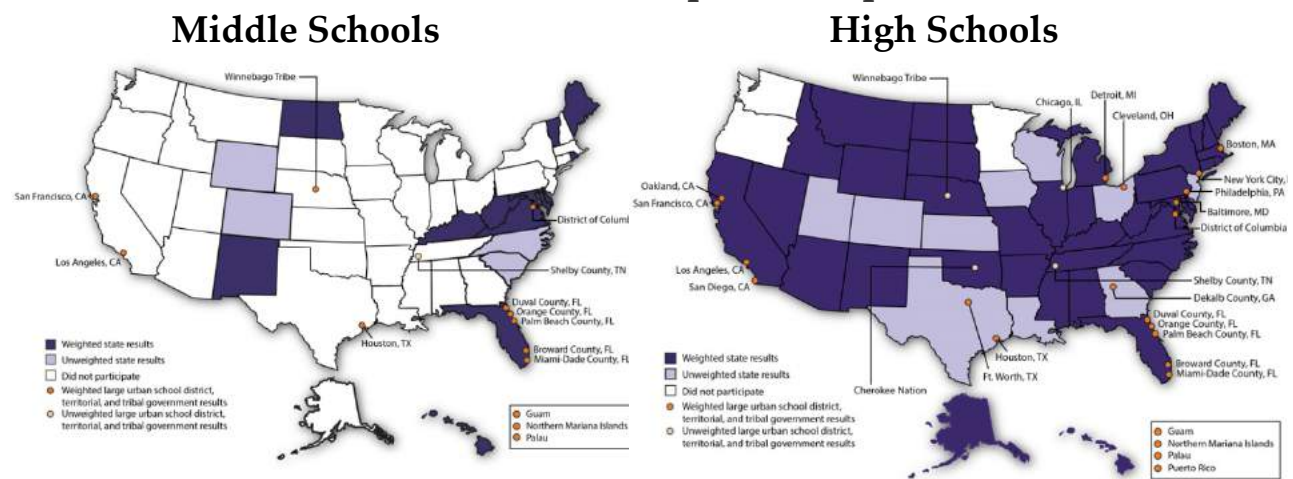 Middle Schools
Winnebago Tribe
San Francisco, CA
Los Angeles, CA
District of Columl
Shelby County, TN
Duval County, FL
Orange County, FL
Palm Beach County, FL
Broward County, FL
Miami-Dade County, FL
Houston, TX
Weighted state results
Unweighted state results
Did not participate
Weighted large urban school district,
territorial, and tribal government results
Unweighted large urban school district,
territorial, and tribal government results
Guam
Northern Mariana Islands
Palau
High Schools
Winnebago Tribe
Chicago, IL
Detroit, MI
Cleveland, OH
Boston, MA
New York City,
Philadelphia, PA
Baltimore, MD
District of Columbia
Oakland, CA
San Francisco, CA
Los Angeles, CA
San Diego, CA
Shelby County, TN
Dekalb County, GA
Duval County, FL
Orange County, FL
Palm Beach County, FL
Broward County, FL
Miami-Dade County, FL
Houston, TX
Ft. Worth, TX
Cherokee Nation
Weighted state results
Unweighted state results
Did not participate
Weighted large urban school district,
territorial, and tribal government results
Unweighted large urban school district,
territorial, and tribal government results
Guam
Northern Mariana Islands
Palau
Puerto Rico